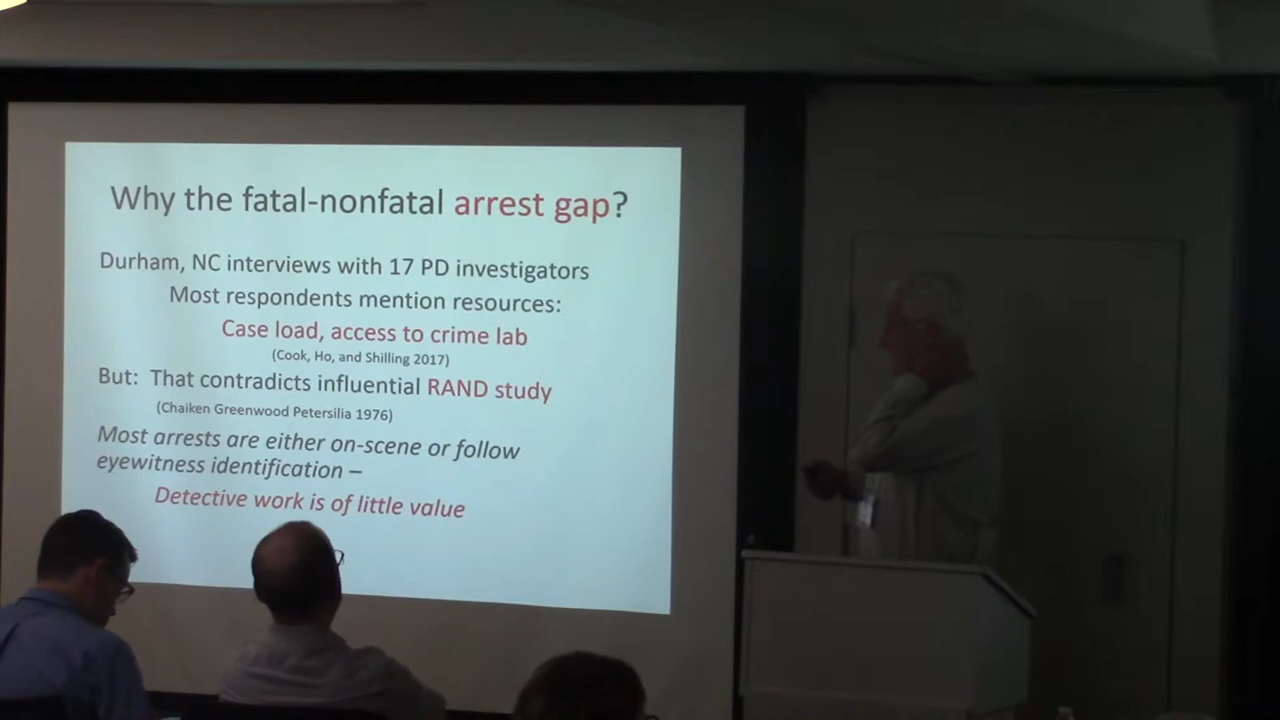 Why the fatal-nonfatal arrest gap?
Durham, NC interviews with 17 PD investigators
Most respondents mention resources:
Case load, access to crime lab
(Cook, Ho, and Shilling 2017)
But: That contradicts influential RAND study
(Chaiken Greenwood Petersilia 1976)
Most arrests are either on-scene or follow
eyewitness identification –
Detective work is of little value